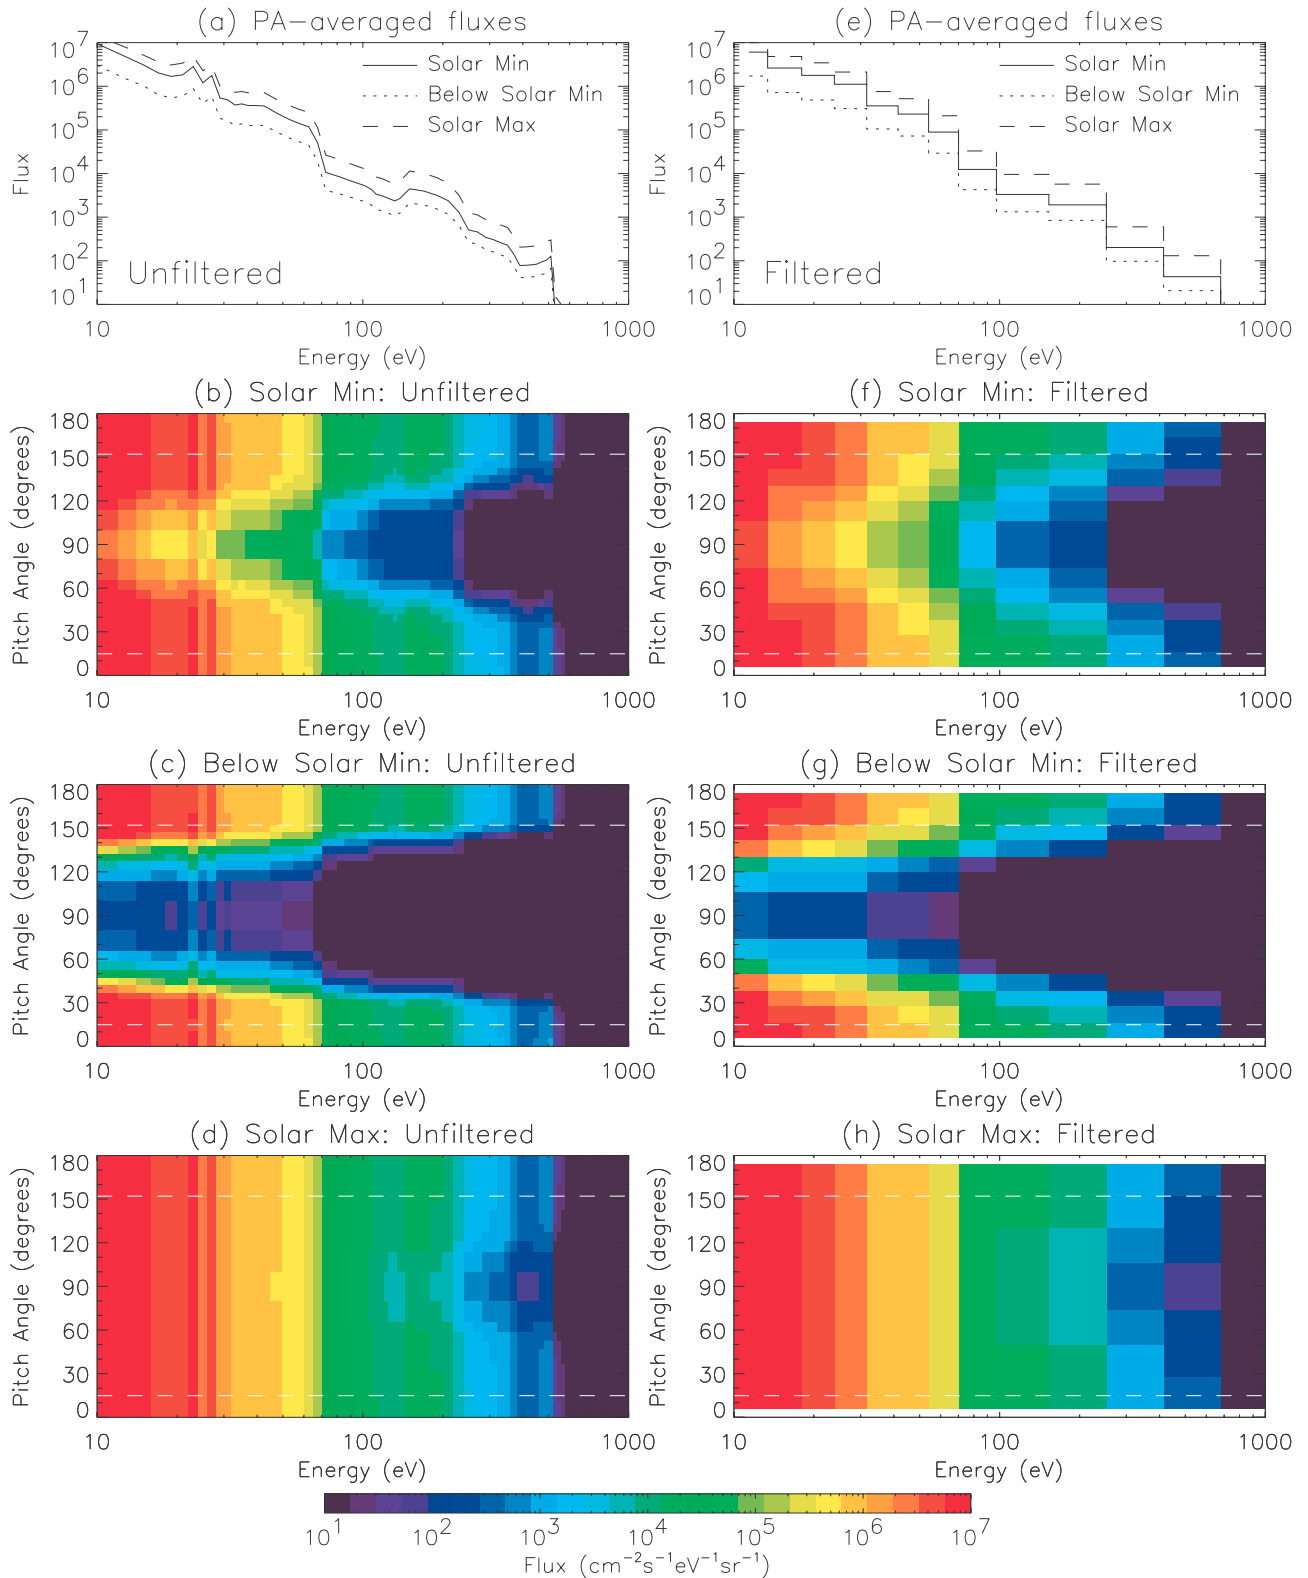 (a) PA-averaged fluxes
10^7
10^6
10^5
10^4
10^3
10^2
10^1
Flux
Solar Min
Below Solar Min
Solar Max
Unfiltered
10 100 1000
Energy (eV)
(e) PA-averaged fluxes
10^7
10^6
10^5
10^4
10^3
10^2
10^1
Flux
Solar Min
Below Solar Min
Solar Max
Filtered
10 100 1000
Energy (eV)
(b) Solar Min: Unfiltered
180
150
120
90
60
30
0
Pitch Angle (degrees)
10 100 1000
Energy (eV)
(f) Solar Min: Filtered
180
150
120
90
60
30
0
Pitch Angle (degrees)
10 100 1000
Energy (eV)
(c) Below Solar Min: Unfiltered
180
150
120
90
60
30
0
Pitch Angle (degrees)
10 100 1000
Energy (eV)
(g) Below Solar Min: Filtered
180
150
120
90
60
30
0
Pitch Angle (degrees)
10 100 1000
Energy (eV)
(d) Solar Max: Unfiltered
180
150
120
90
60
30
0
Pitch Angle (degrees)
10 100 1000
Energy (eV)
(h) Solar Max: Filtered
180
150
120
90
60
30
0
Pitch Angle (degrees)
10 100 1000
Energy (eV)
10^1 10^2 10^3 10^4 10^5 10^6 10^7
Flux (cm^-2s^-1eV^-1sr^-1)